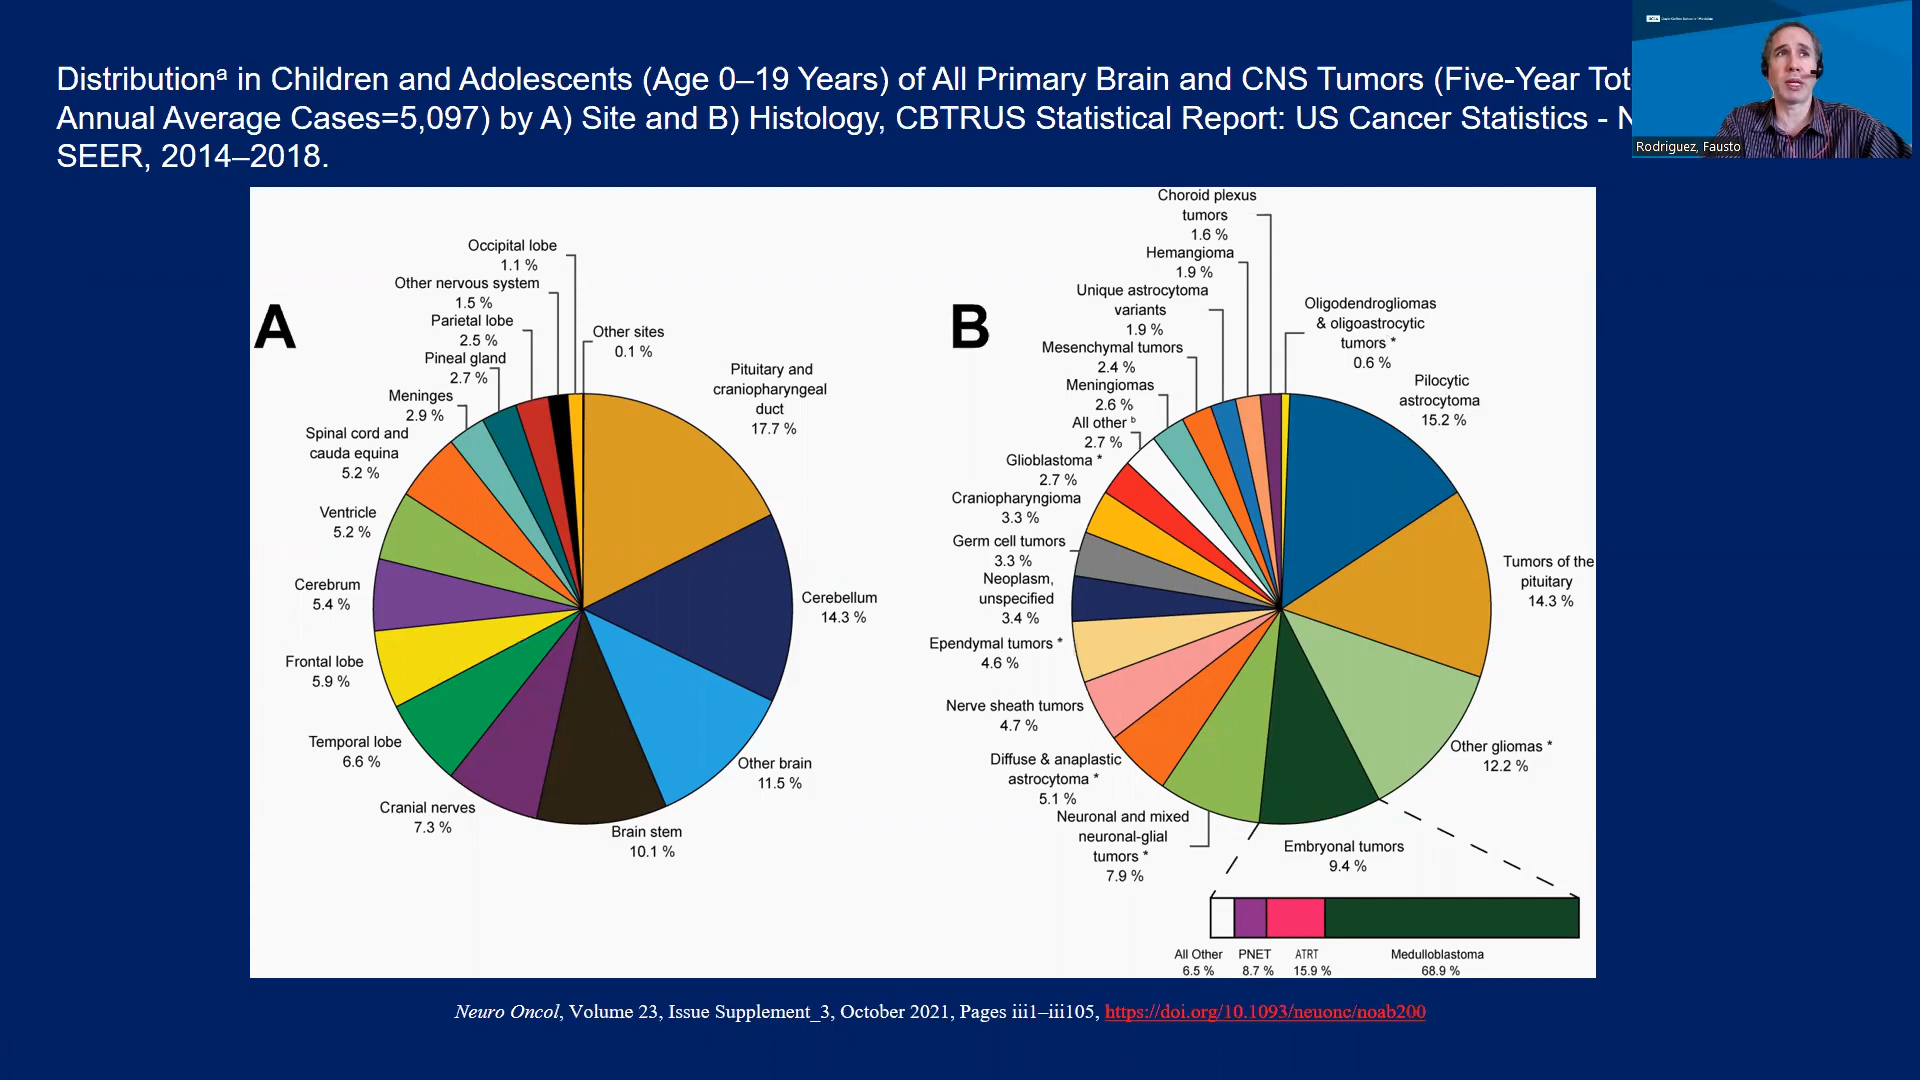 Distributionᵃ in Children and Adolescents (Age 0–19 Years) of All Primary Brain and CNS Tumors (Five-Year Tot
Annual Average Cases=5,097) by A) Site and B) Histology, CBTRUS Statistical Report: US Cancer Statistics - N
SEER, 2014–2018.
Rodriguez, Fausto
A
Occipital lobe
1.1 %
Other nervous system
1.5 %
Parietal lobe
2.5 %
Pineal gland
2.7 %
Meninges
2.9 %
Spinal cord and
cauda equina
5.2 %
Ventricle
5.2 %
Cerebrum
5.4 %
Frontal lobe
5.9 %
Temporal lobe
6.6 %
Cranial nerves
7.3 %
Brain stem
10.1 %
Other brain
11.5 %
Cerebellum
14.3 %
Pituitary and
craniopharyngeal
duct
17.7 %
Other sites
0.1 %
B
Choroid plexus
tumors
1.6 %
Hemangioma
1.9 %
Unique astrocytoma
variants
1.9 %
Mesenchymal tumors
2.4 %
Meningiomas
2.6 %
All other ᵇ
2.7 %
Glioblastoma *
2.7 %
Craniopharyngioma
3.3 %
Germ cell tumors
3.3 %
Neoplasm,
unspecified
3.4 %
Ependymal tumors *
4.6 %
Nerve sheath tumors
4.7 %
Diffuse & anaplastic
astrocytoma *
5.1 %
Neuronal and mixed
neuronal-glial
tumors *
7.9 %
Embryonal tumors
9.4 %
Other gliomas *
12.2 %
Tumors of the
pituitary
14.3 %
Pilocytic
astrocytoma
15.2 %
Oligodendrogliomas
& oligoastrocytic
tumors *
0.6 %
All Other
6.5 %
PNET
8.7 %
ATRT
15.9 %
Medulloblastoma
68.9 %
Neuro Oncol, Volume 23, Issue Supplement_3, October 2021, Pages iii1–iii105, https://doi.org/10.1093/neuonc/noab200